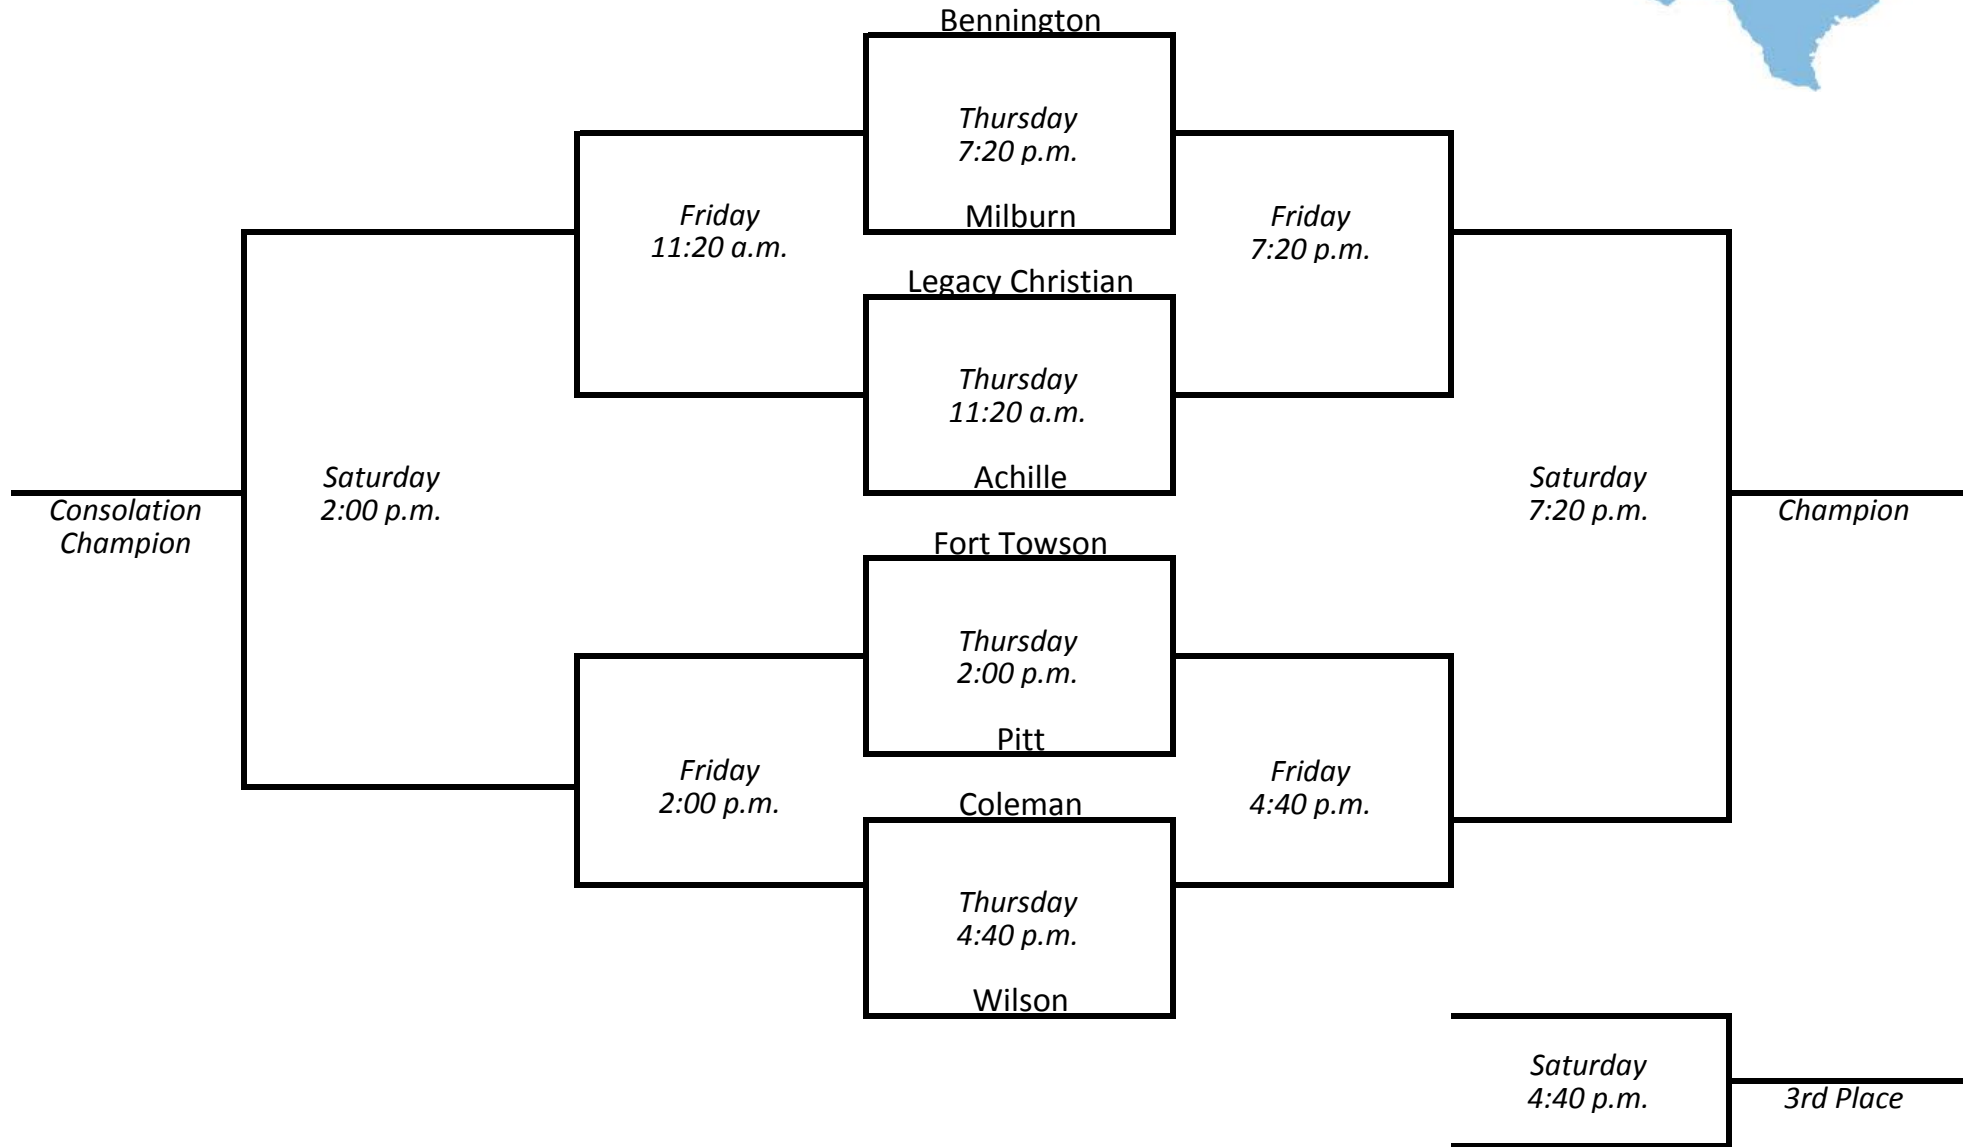 Bennington
Thursday
7:20 p.m.
Milburn
Friday
11:20 a.m.
Friday
7:20 p.m.
Legacy Christian
Thursday
11:20 a.m.
Achille
Saturday
2:00 p.m.
Saturday
7:20 p.m.
Consolation
Champion
Champion
Fort Towson
Thursday
2:00 p.m.
Pitt
Friday
2:00 p.m.
Friday
4:40 p.m.
Coleman
Thursday
4:40 p.m.
Wilson
Saturday
4:40 p.m.
3rd Place